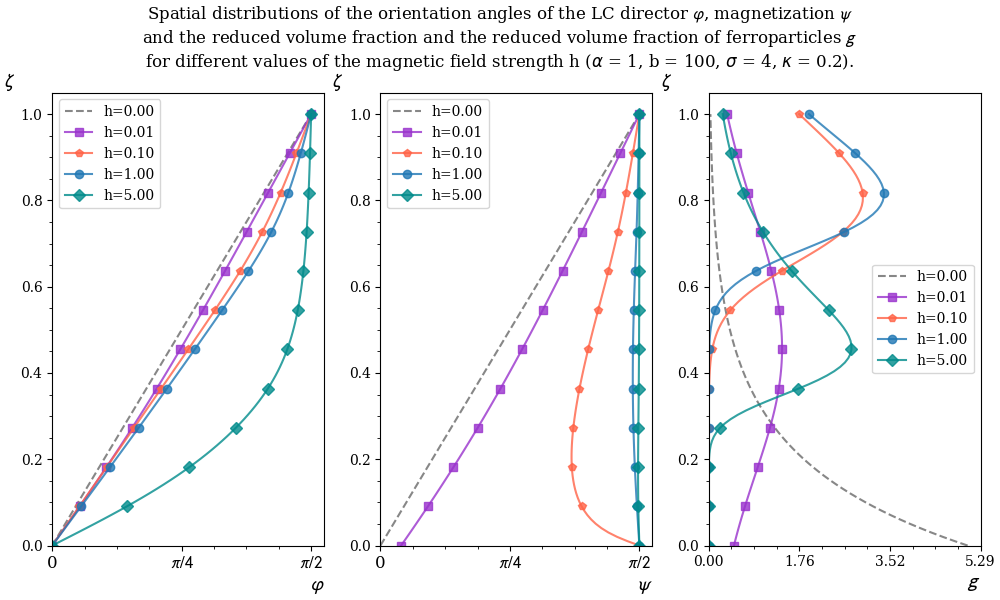 Spatial distributions of the orientation angles of the LC director φ, magnetization ψ
and the reduced volume fraction and the reduced volume fraction of ferroparticles g
for different values of the magnetic field strength h (α = 1, b = 100, σ = 4, κ = 0.2).
ζ
1.0
0.8
0.6
0.4
0.2
0.0
0
π/4
π/2
φ
h=0.00
h=0.01
h=0.10
h=1.00
h=5.00
ζ
1.0
0.8
0.6
0.4
0.2
0.0
0
π/4
π/2
ψ
h=0.00
h=0.01
h=0.10
h=1.00
h=5.00
ζ
1.0
0.8
0.6
0.4
0.2
0.0
0.00
1.76
3.52
5.29
g
h=0.00
h=0.01
h=0.10
h=1.00
h=5.00